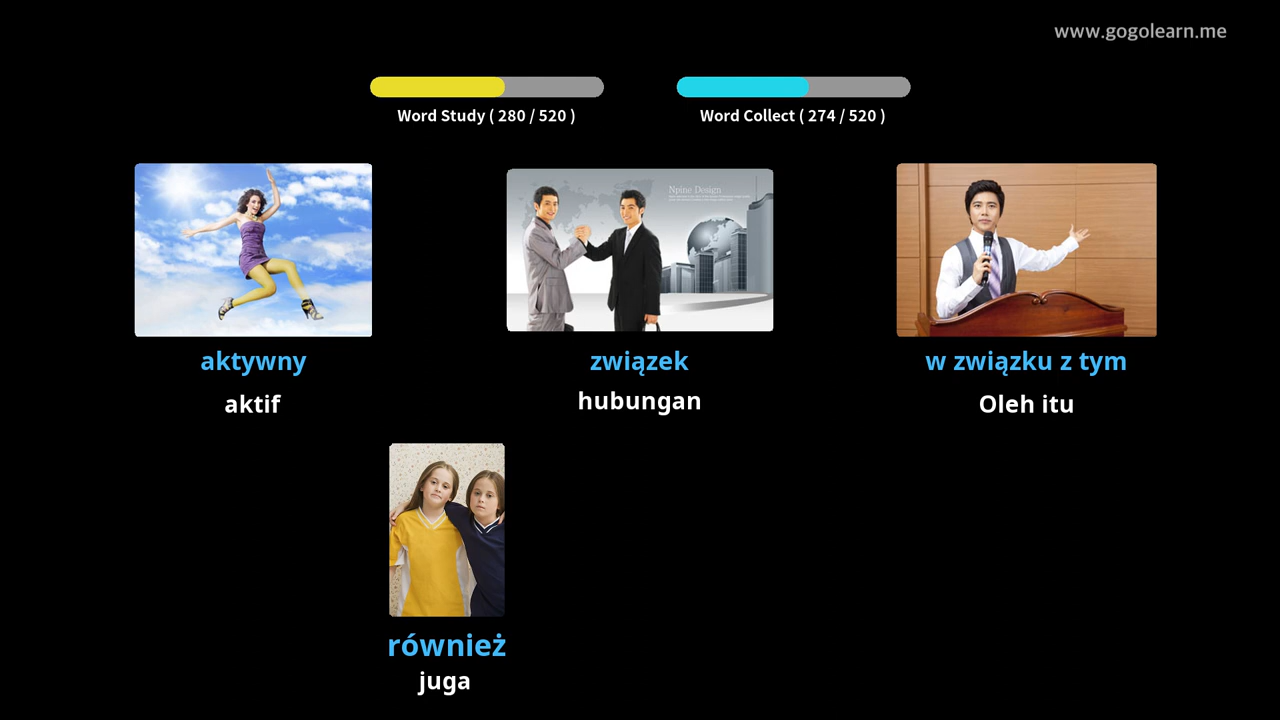 www.gogolearn.me
Word Study ( 280 / 520 )
Word Collect ( 274 / 520 )
Npine Design
aktywny
związek
w związku z tym
aktif
hubungan
Oleh itu
również
juga